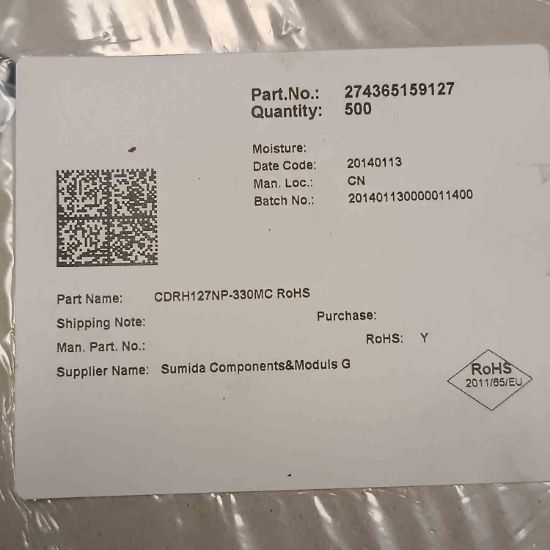 Part.No.: 274365159127
Quantity: 500
Moisture:
Date Code: 20140113
Man. Loc.: CN
Batch No.: 201401130000011400
Part Name: CDRH127NP-330MC RoHS
Shipping Note: Purchase:
Man. Part. No.: RoHS: Y
Supplier Name: Sumida Components&Moduls G
RoHS
2011/65/EU